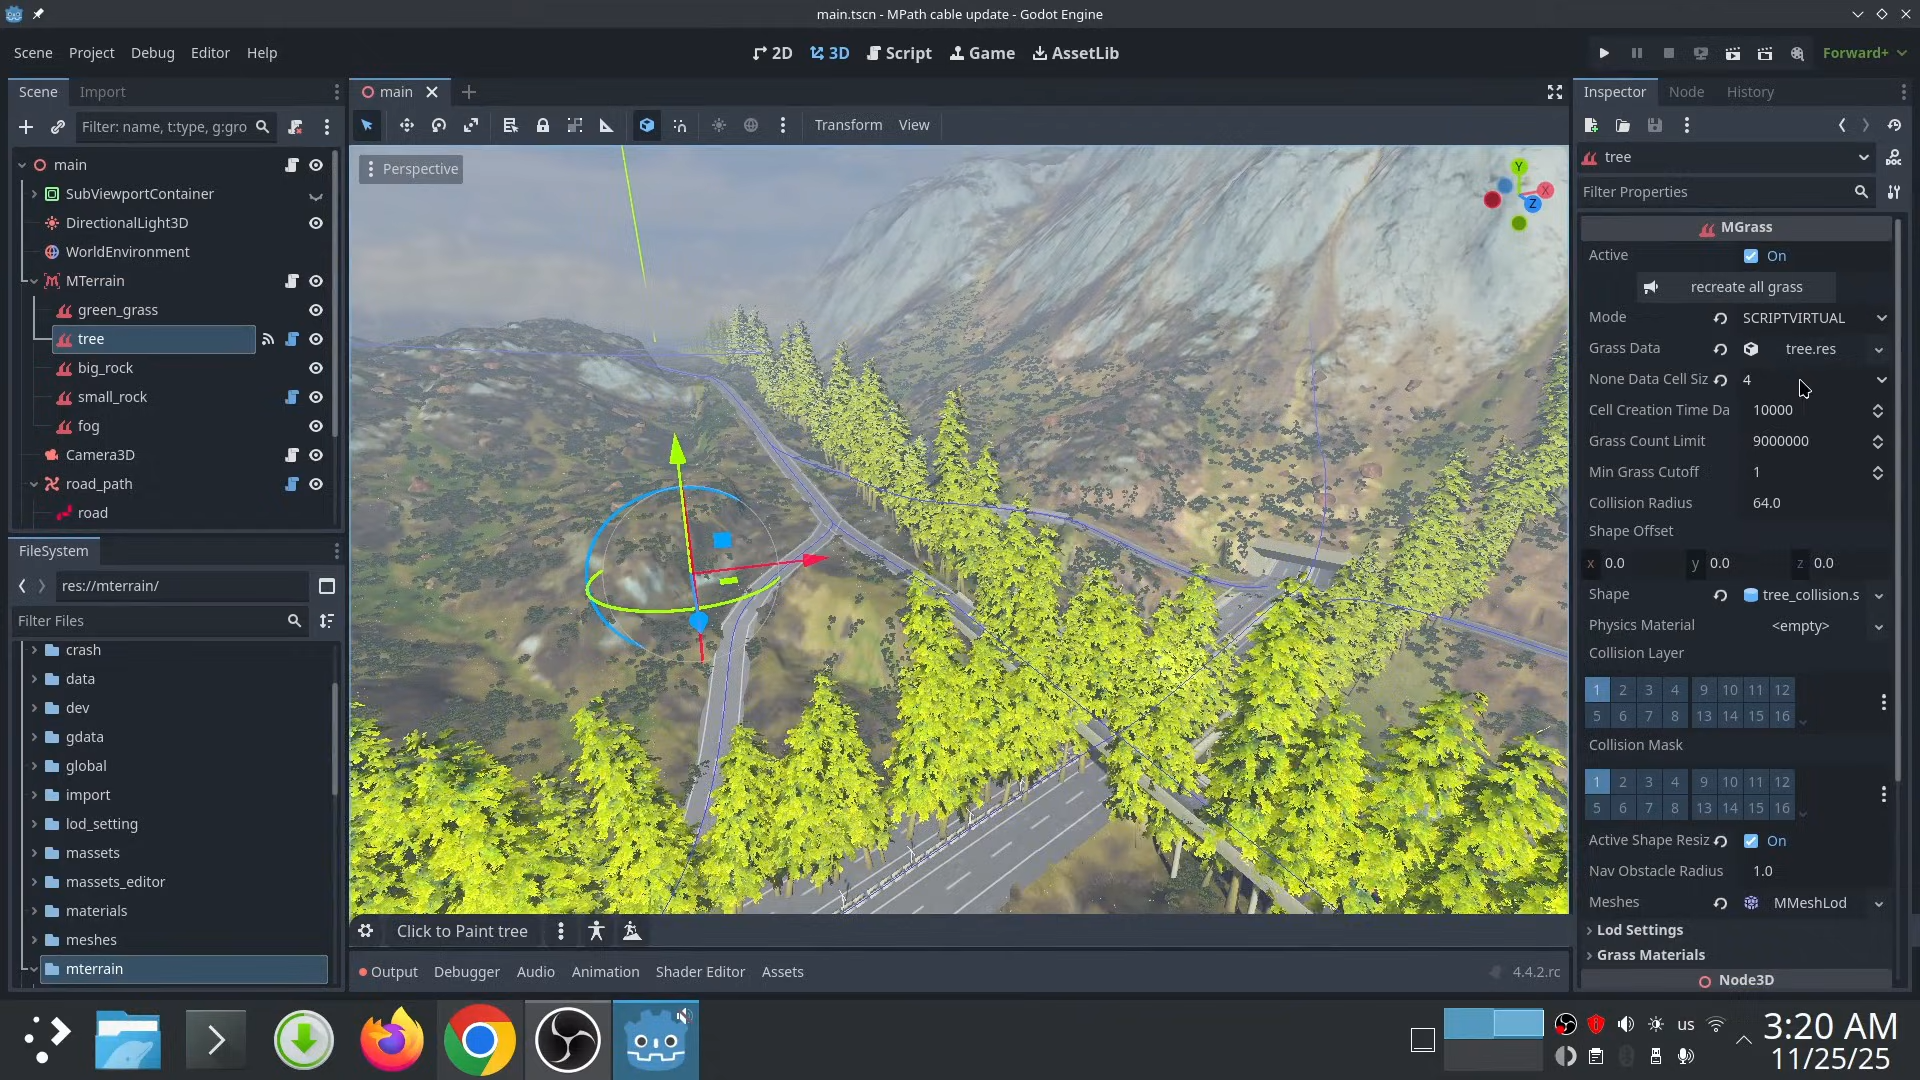 main.tscn - MPath cable update - Godot Engine
Scene Project Debug Editor Help
2D 3D Script Game AssetLib
Forward+
Scene Import
main
Inspector Node History
Filter: name, t:type, g:gro
Transform View
tree
Filter Properties
main
SubViewportContainer
DirectionalLight3D
WorldEnvironment
MTerrain
green_grass
tree
big_rock
small_rock
fog
Camera3D
road_path
road
FileSystem
res://mterrain/
Filter Files
crash
data
dev
gdata
global
import
lod_setting
massets
massets_editor
materials
meshes
mterrain
Perspective
Y
X
Z
Click to Paint tree
Output Debugger Audio Animation Shader Editor Assets
4.4.2.rc
MGrass
Active On
recreate all grass
Mode SCRIPTVIRTUAL
Grass Data tree.res
None Data Cell Siz 4
Cell Creation Time Da 10000
Grass Count Limit 9000000
Min Grass Cutoff 1
Collision Radius 64.0
Shape Offset
x 0.0 y 0.0 z 0.0
Shape tree_collision.s
Physics Material <empty>
Collision Layer
1 2 3 4 9 10 11 12
5 6 7 8 13 14 15 16
Collision Mask
1 2 3 4 9 10 11 12
5 6 7 8 13 14 15 16
Active Shape Resiz On
Nav Obstacle Radius 1.0
Meshes MMeshLod
Lod Settings
Grass Materials
Node3D
us
3:20 AM
11/25/25